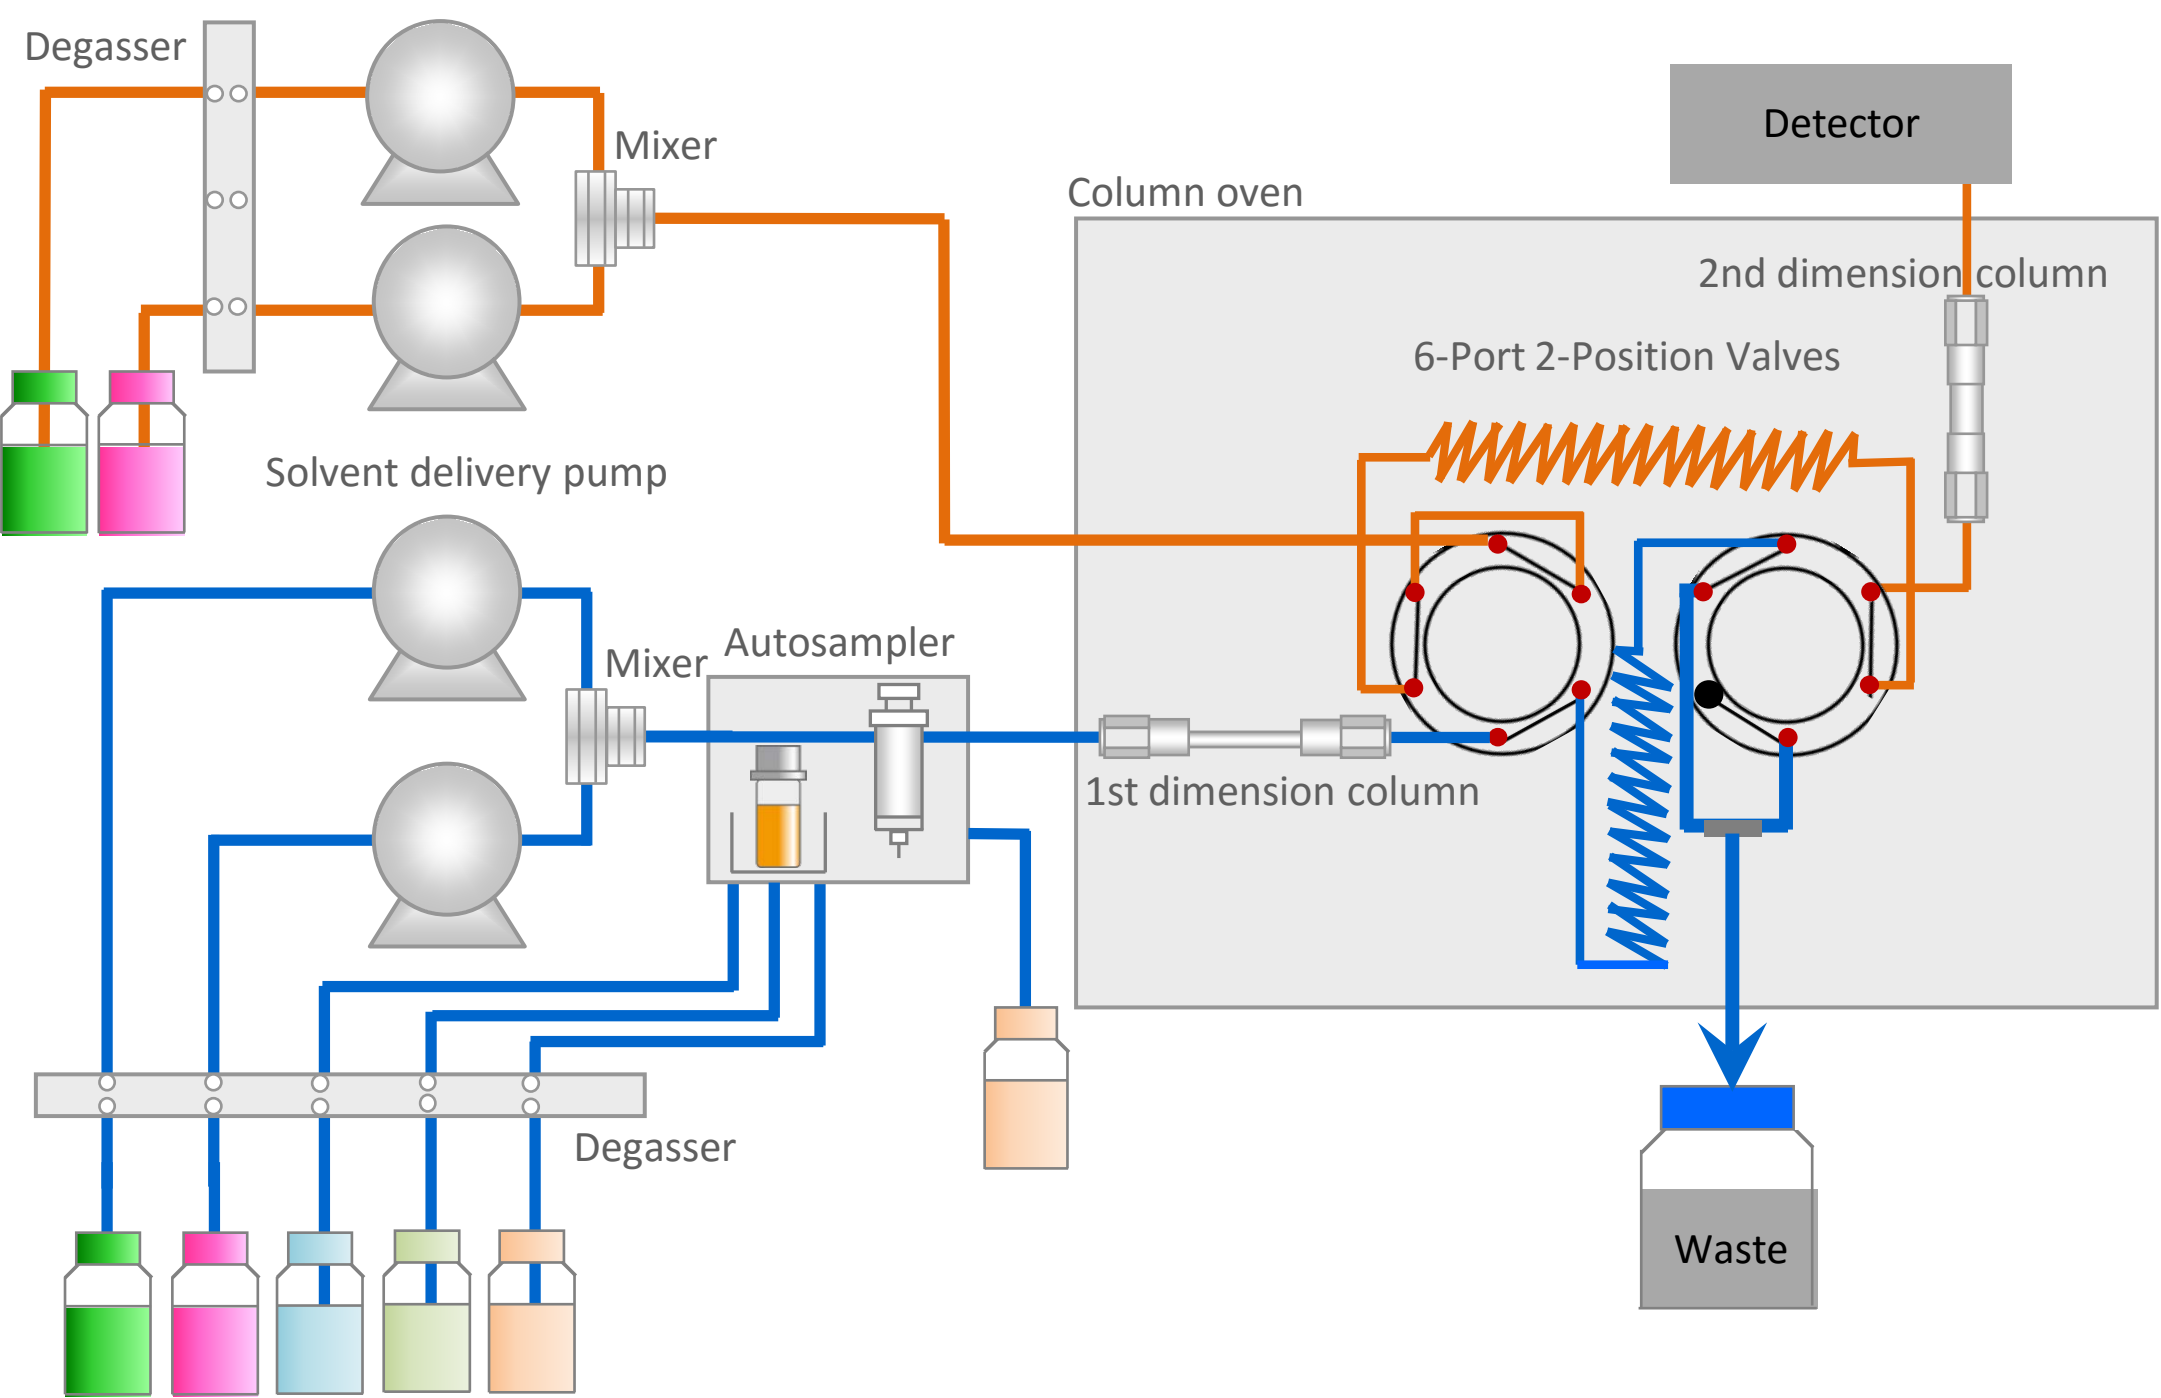 Degasser
Mixer
Detector
Column oven
2nd dimension column
6-Port 2-Position Valves
Solvent delivery pump
Autosampler
Mixer
1st dimension column
Degasser
Waste